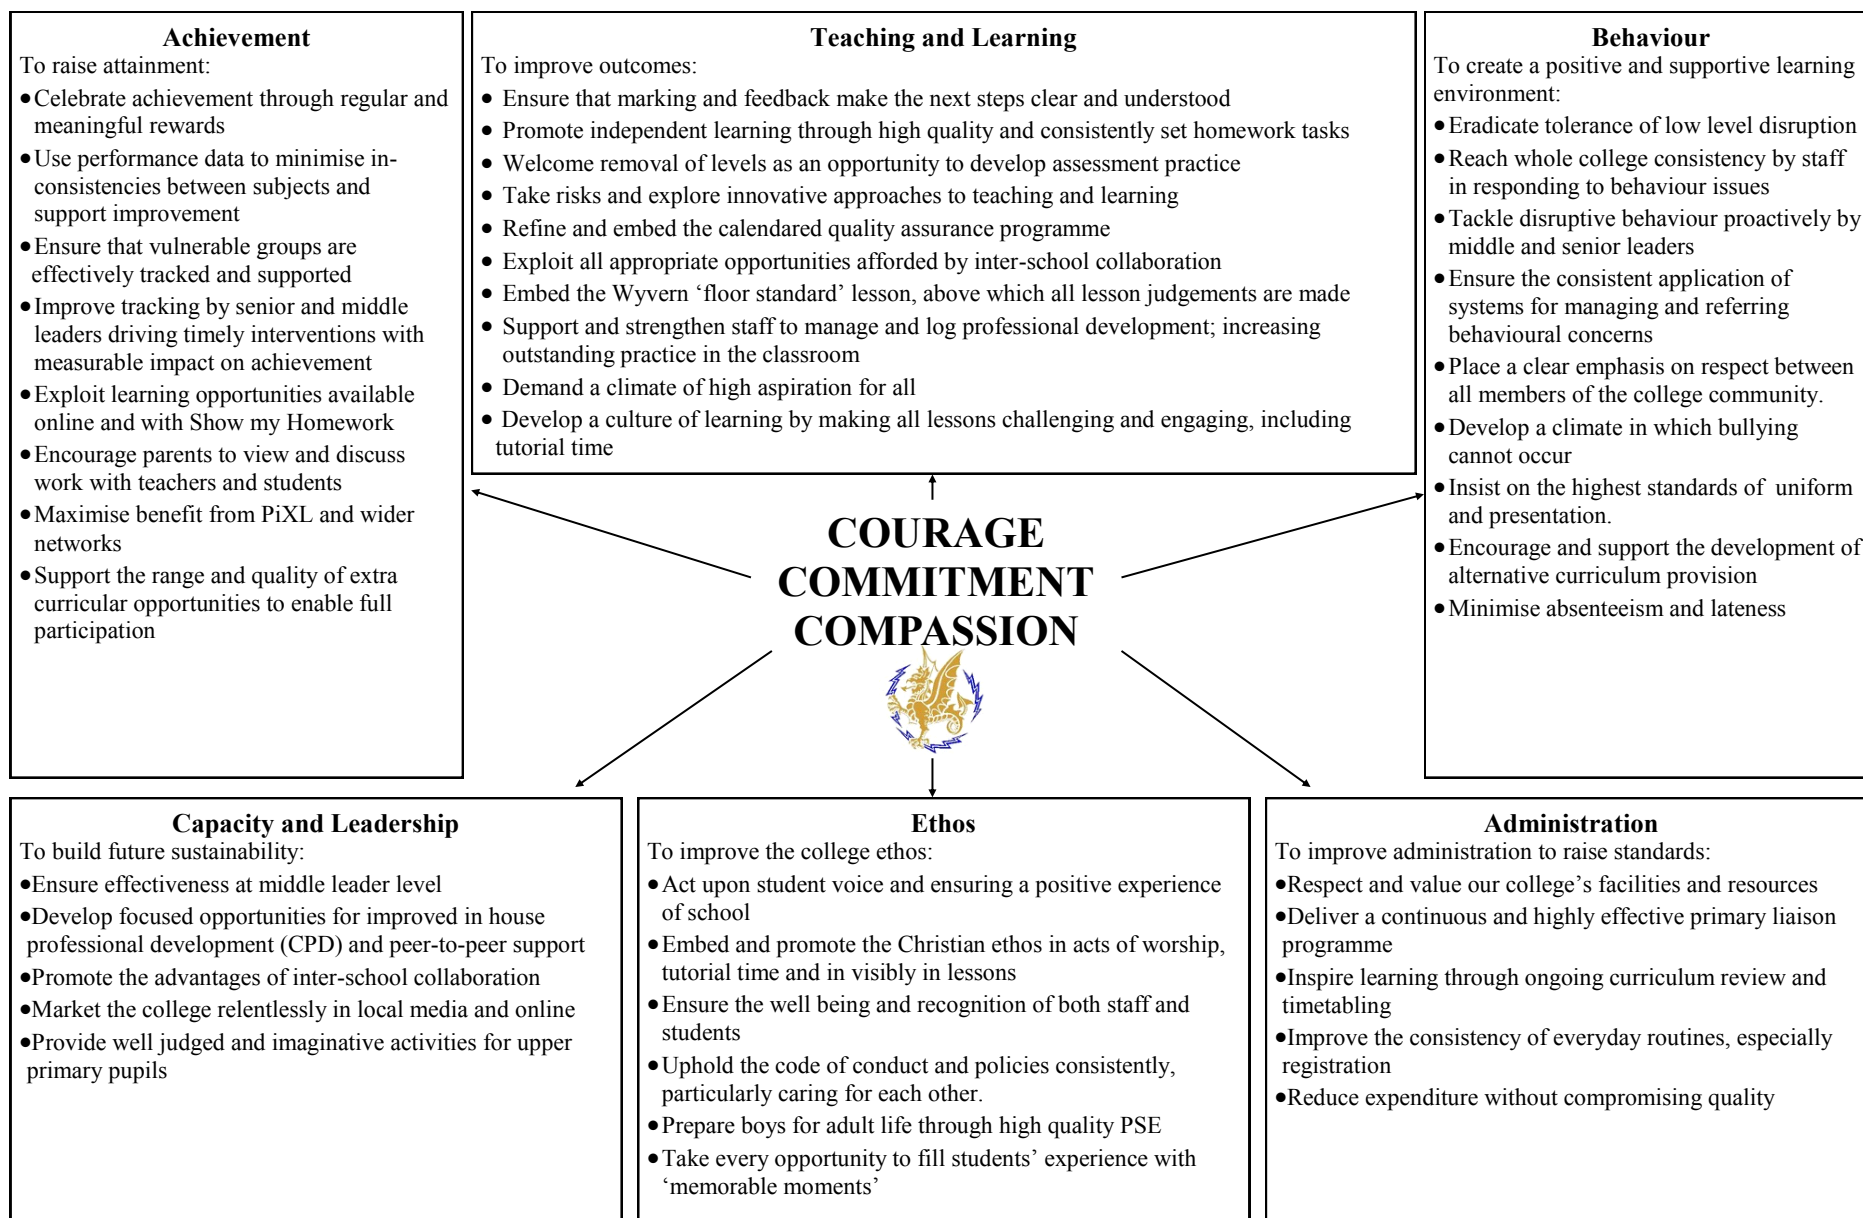 Achievement
To raise attainment:
•Celebrate achievement through regular and
meaningful rewards
•Use performance data to minimise in-
consistencies between subjects and
support improvement
•Ensure that vulnerable groups are
effectively tracked and supported
•Improve tracking by senior and middle
leaders driving timely interventions with
measurable impact on achievement
•Exploit learning opportunities available
online and with Show my Homework
•Encourage parents to view and discuss
work with teachers and students
•Maximise benefit from PiXL and wider
networks
•Support the range and quality of extra
curricular opportunities to enable full
participation
Teaching and Learning
To improve outcomes:
• Ensure that marking and feedback make the next steps clear and understood
• Promote independent learning through high quality and consistently set homework tasks
• Welcome removal of levels as an opportunity to develop assessment practice
• Take risks and explore innovative approaches to teaching and learning
• Refine and embed the calendared quality assurance programme
• Exploit all appropriate opportunities afforded by inter-school collaboration
• Embed the Wyvern ‘floor standard’ lesson, above which all lesson judgements are made
• Support and strengthen staff to manage and log professional development; increasing
outstanding practice in the classroom
• Demand a climate of high aspiration for all
• Develop a culture of learning by making all lessons challenging and engaging, including
tutorial time
Behaviour
To create a positive and supportive learning
environment:
•Eradicate tolerance of low level disruption
•Reach whole college consistency by staff
in responding to behaviour issues
•Tackle disruptive behaviour proactively by
middle and senior leaders
•Ensure the consistent application of
systems for managing and referring
behavioural concerns
•Place a clear emphasis on respect between
all members of the college community.
•Develop a climate in which bullying
cannot occur
•Insist on the highest standards of uniform
and presentation.
•Encourage and support the development of
alternative curriculum provision
•Minimise absenteeism and lateness
COURAGE
COMMITMENT
COMPASSION
Capacity and Leadership
To build future sustainability:
•Ensure effectiveness at middle leader level
•Develop focused opportunities for improved in house
professional development (CPD) and peer-to-peer support
•Promote the advantages of inter-school collaboration
•Market the college relentlessly in local media and online
•Provide well judged and imaginative activities for upper
primary pupils
Ethos
To improve the college ethos:
•Act upon student voice and ensuring a positive experience
of school
•Embed and promote the Christian ethos in acts of worship,
tutorial time and in visibly in lessons
•Ensure the well being and recognition of both staff and
students
•Uphold the code of conduct and policies consistently,
particularly caring for each other.
•Prepare boys for adult life through high quality PSE
•Take every opportunity to fill students’ experience with
‘memorable moments’
Administration
To improve administration to raise standards:
•Respect and value our college’s facilities and resources
•Deliver a continuous and highly effective primary liaison
programme
•Inspire learning through ongoing curriculum review and
timetabling
•Improve the consistency of everyday routines, especially
registration
•Reduce expenditure without compromising quality